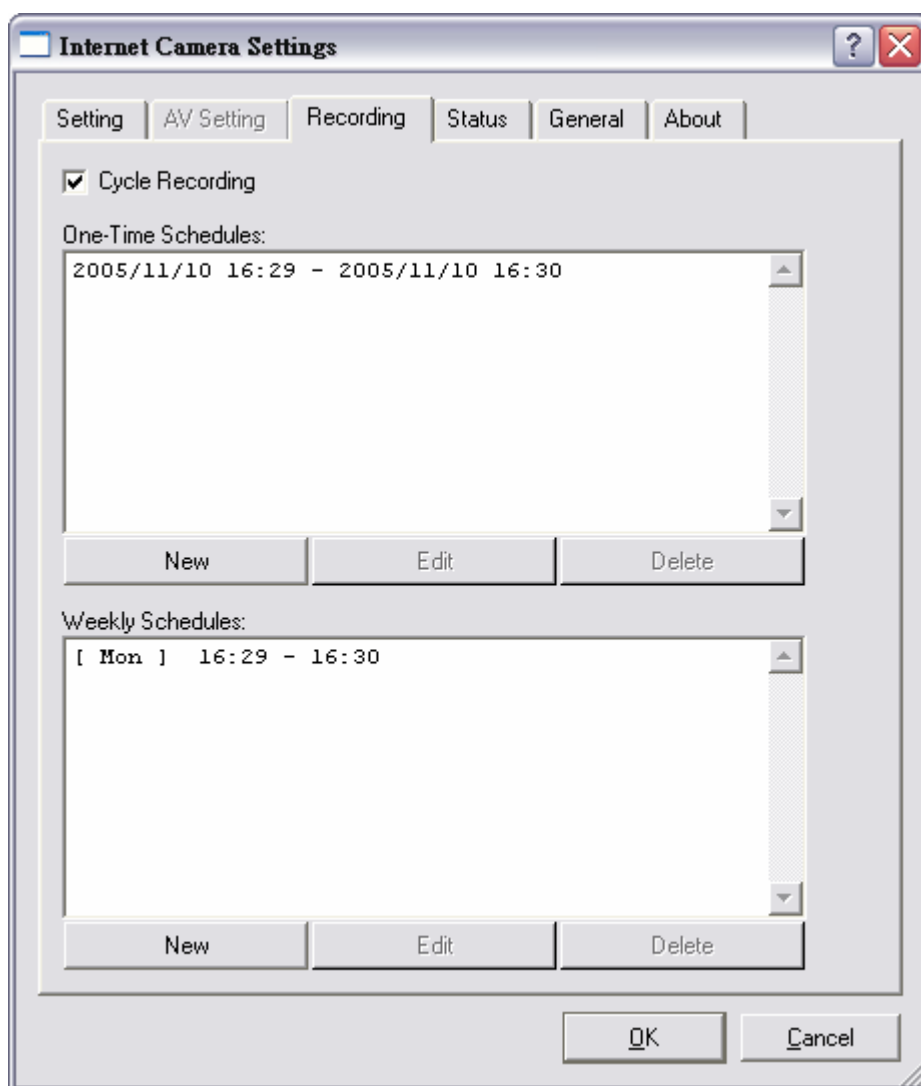 Internet Camera Settings
?
Setting AV Setting Recording Status General About
Cycle Recording
One-Time Schedules:
2005/11/10 16:29 - 2005/11/10 16:30
New Edit Delete
Weekly Schedules:
[ Mon ] 16:29 - 16:30
New Edit Delete
OK Cancel